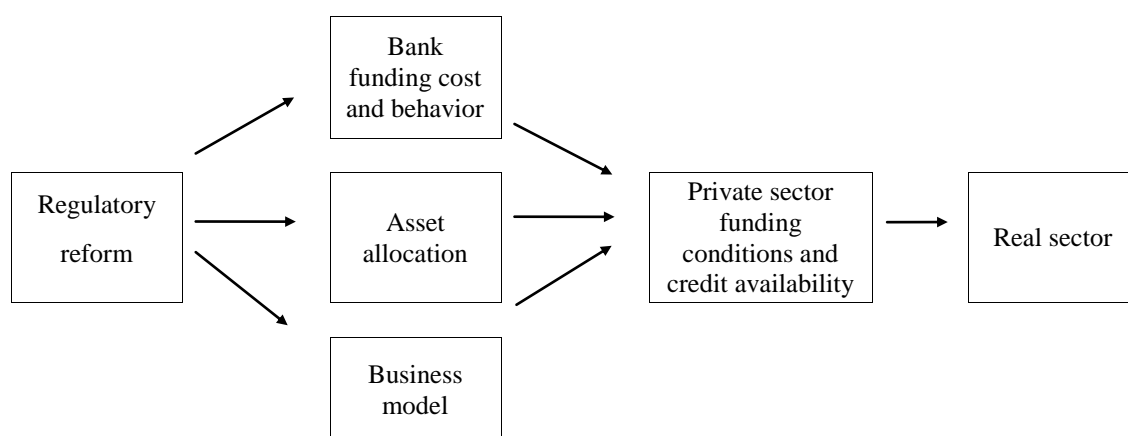 Regulatory
reform
Bank
funding cost
and behavior
Asset
allocation
Business
model
Private sector
funding
conditions and
credit availability
Real sector